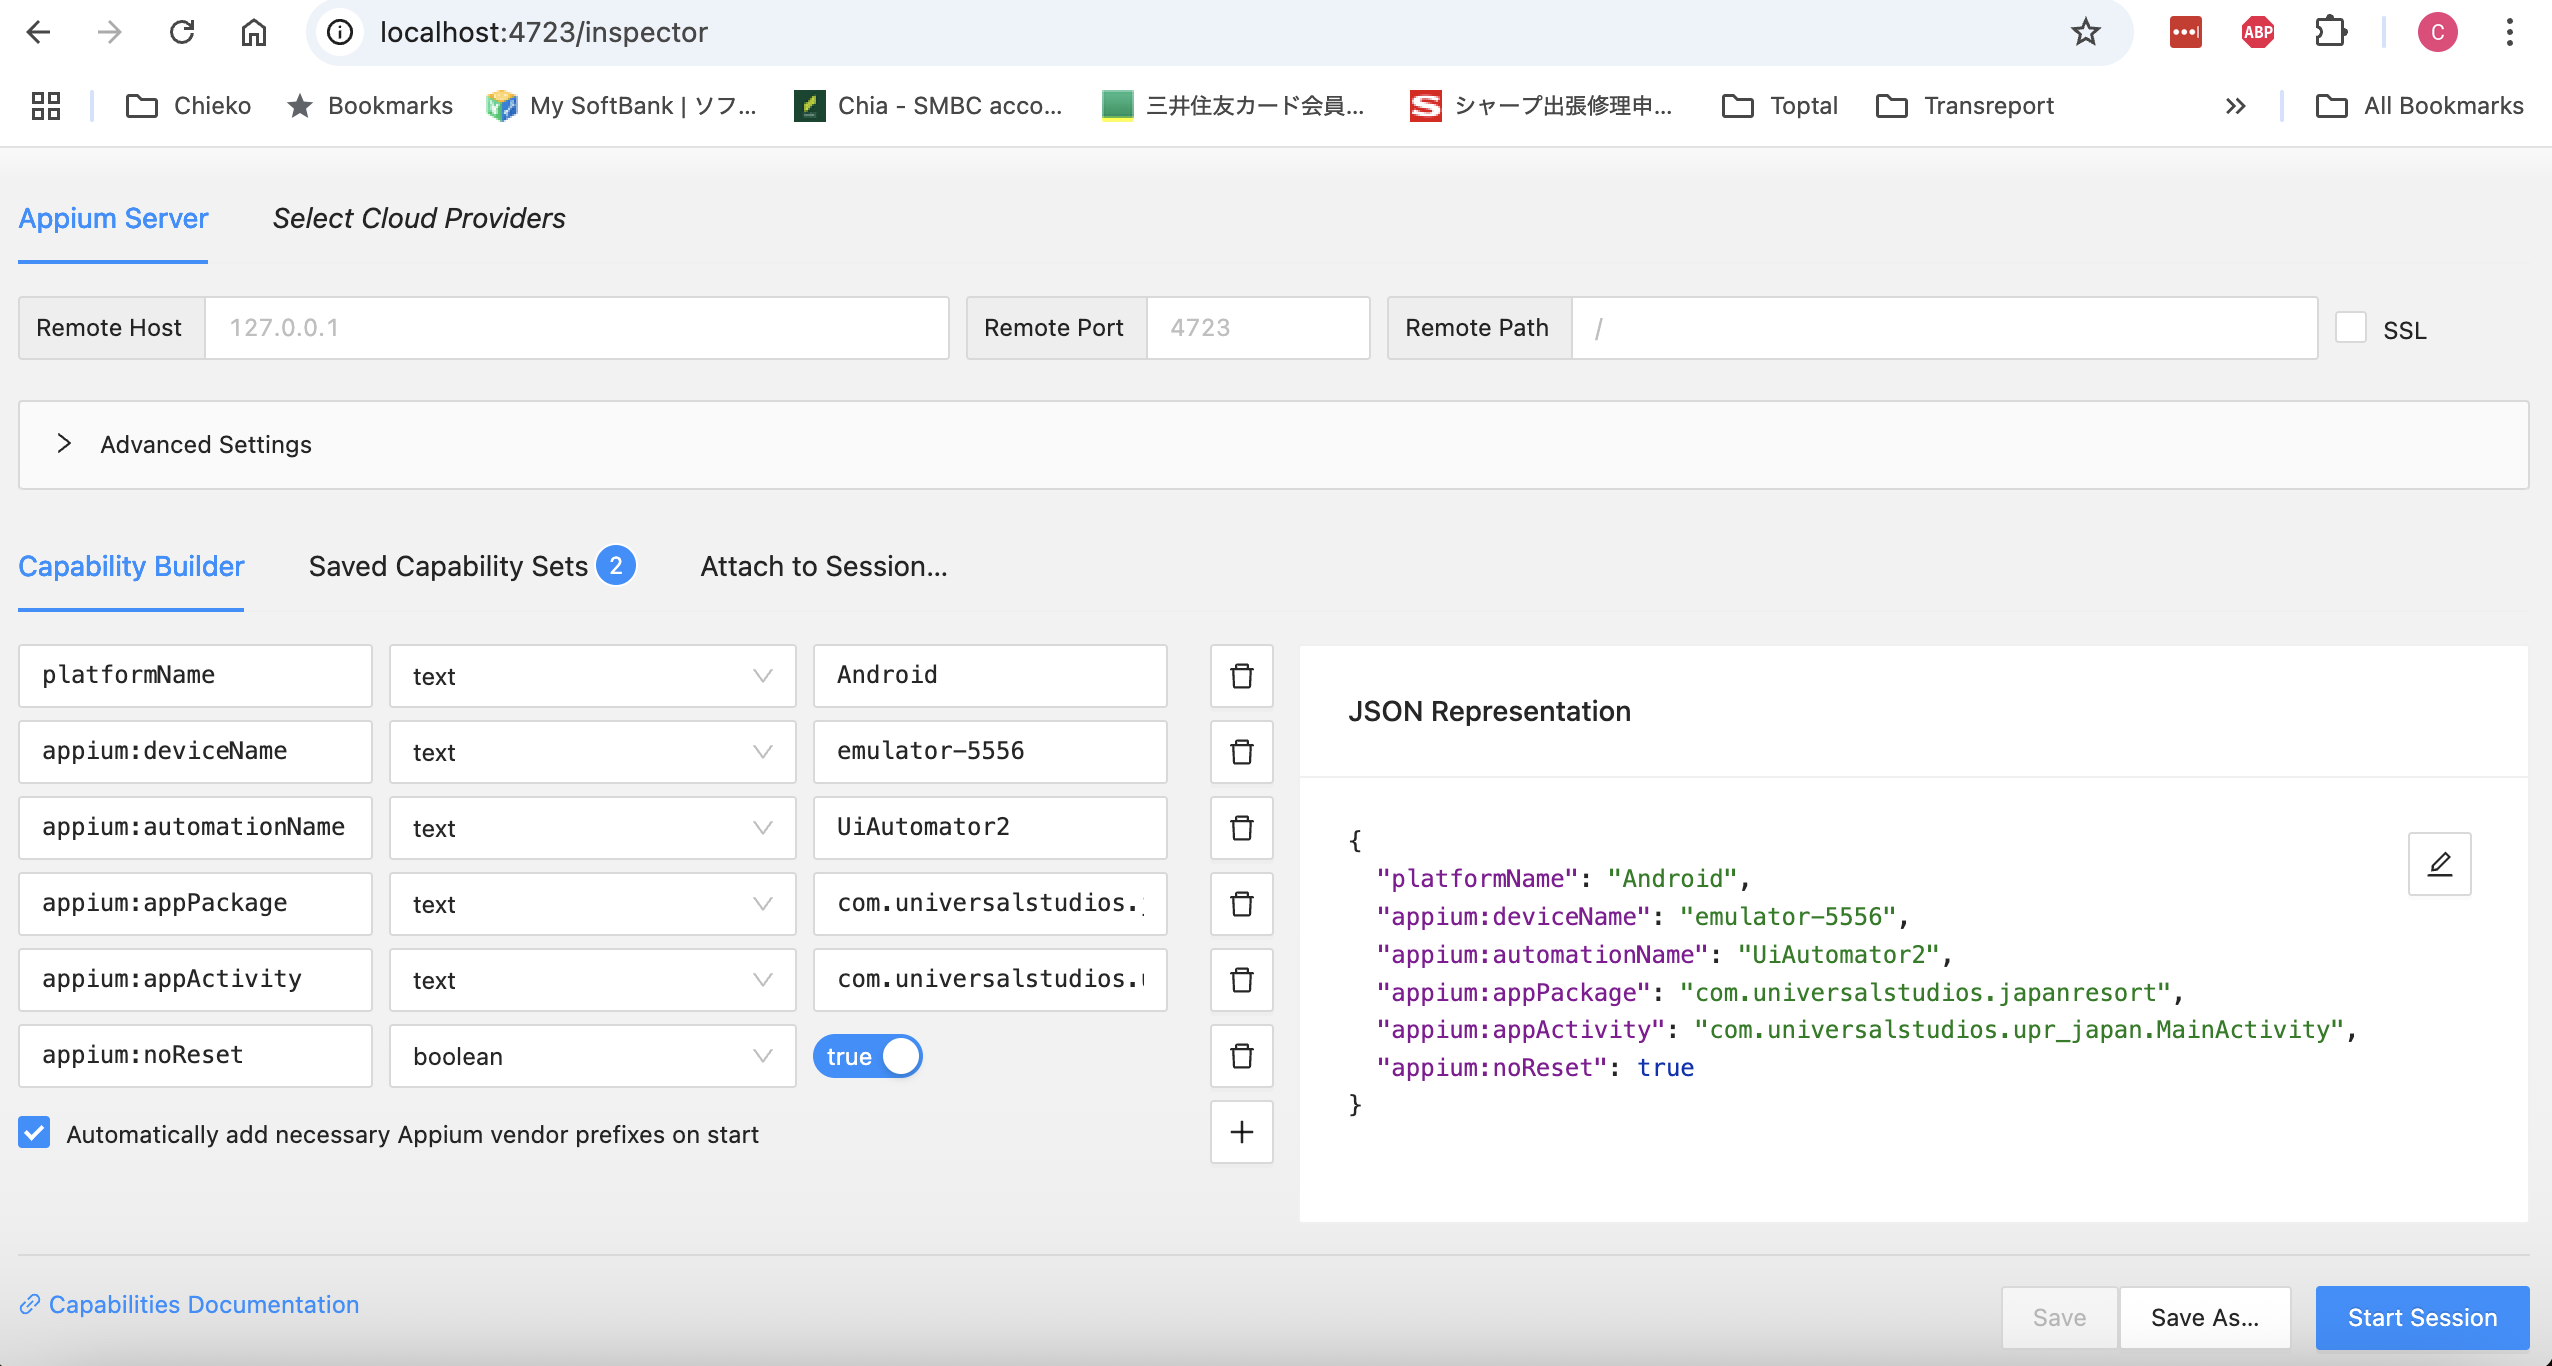 localhost:4723/inspector
ABP
C
Chieko
Bookmarks
My SoftBank | ソフ...
Chia - SMBC acco...
三井住友カード会員...
シャープ出張修理申...
Toptal
Transreport
All Bookmarks
Appium Server
Select Cloud Providers
Remote Host
127.0.0.1
Remote Port
4723
Remote Path
/
SSL
Advanced Settings
Capability Builder
Saved Capability Sets 2
Attach to Session...
platformName text Android
appium:deviceName text emulator-5556
appium:automationName text UiAutomator2
appium:appPackage text com.universalstudios.
appium:appActivity text com.universalstudios.
appium:noReset boolean true
Automatically add necessary Appium vendor prefixes on start
JSON Representation
{
"platformName": "Android",
"appium:deviceName": "emulator-5556",
"appium:automationName": "UiAutomator2",
"appium:appPackage": "com.universalstudios.japanresort",
"appium:appActivity": "com.universalstudios.upr_japan.MainActivity",
"appium:noReset": true
}
Capabilities Documentation
Save
Save As...
Start Session